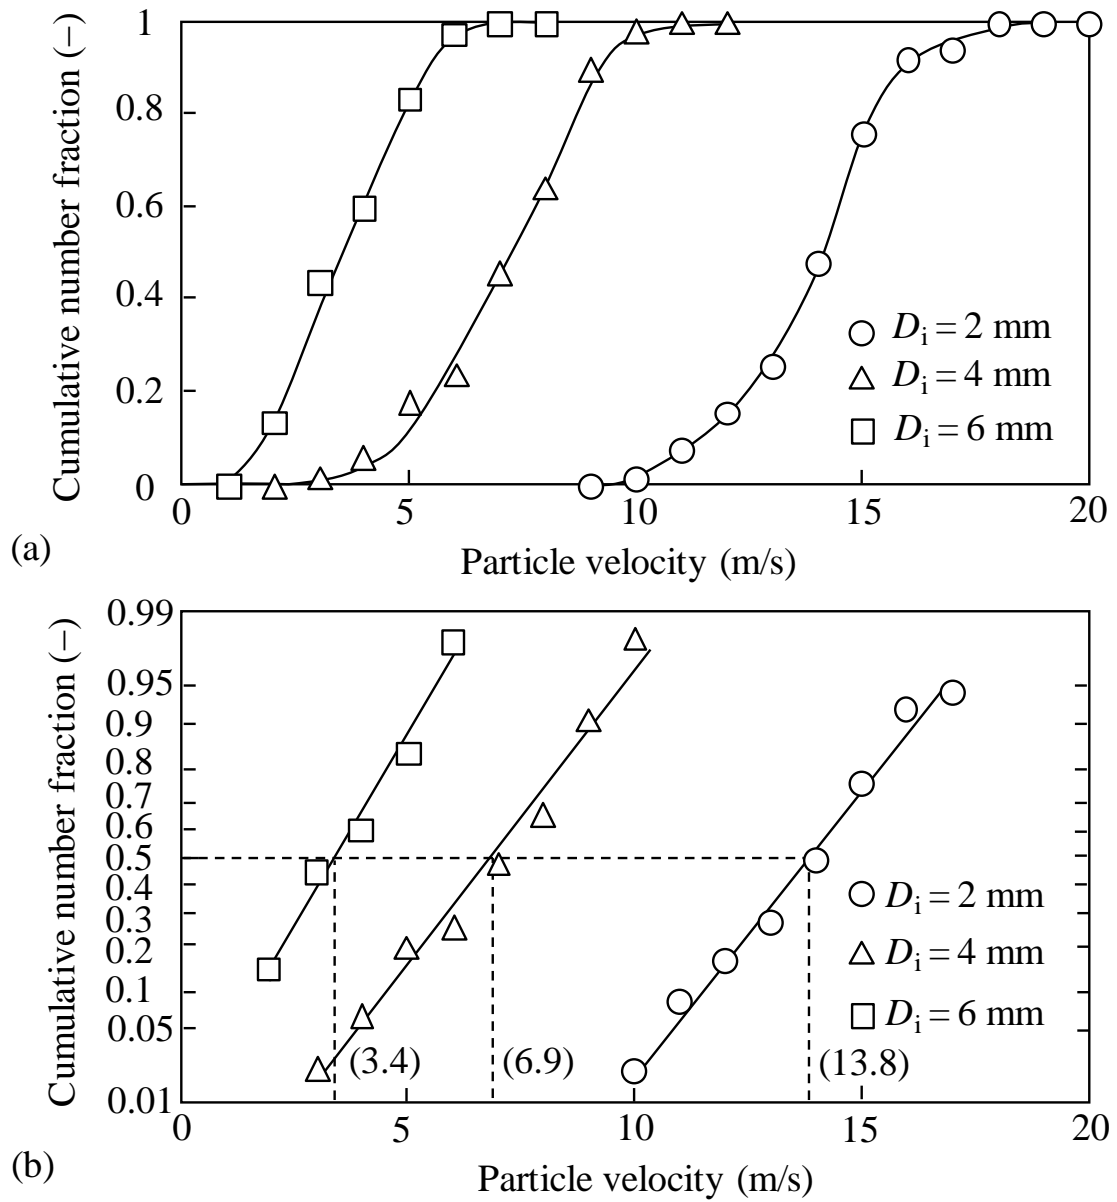 1
0.8
0.6
0.4
0.2
0
Cumulative number fraction (−)
D_i = 2 mm
D_i = 4 mm
D_i = 6 mm
0 5 10 15 20
Particle velocity (m/s)
(a)
0.99
0.95
0.9
0.8
0.7
0.6
0.5
0.4
0.3
0.2
0.1
0.05
0.01
Cumulative number fraction (−)
D_i = 2 mm
D_i = 4 mm
D_i = 6 mm
(3.4) (6.9) (13.8)
0 5 10 15 20
Particle velocity (m/s)
(b)